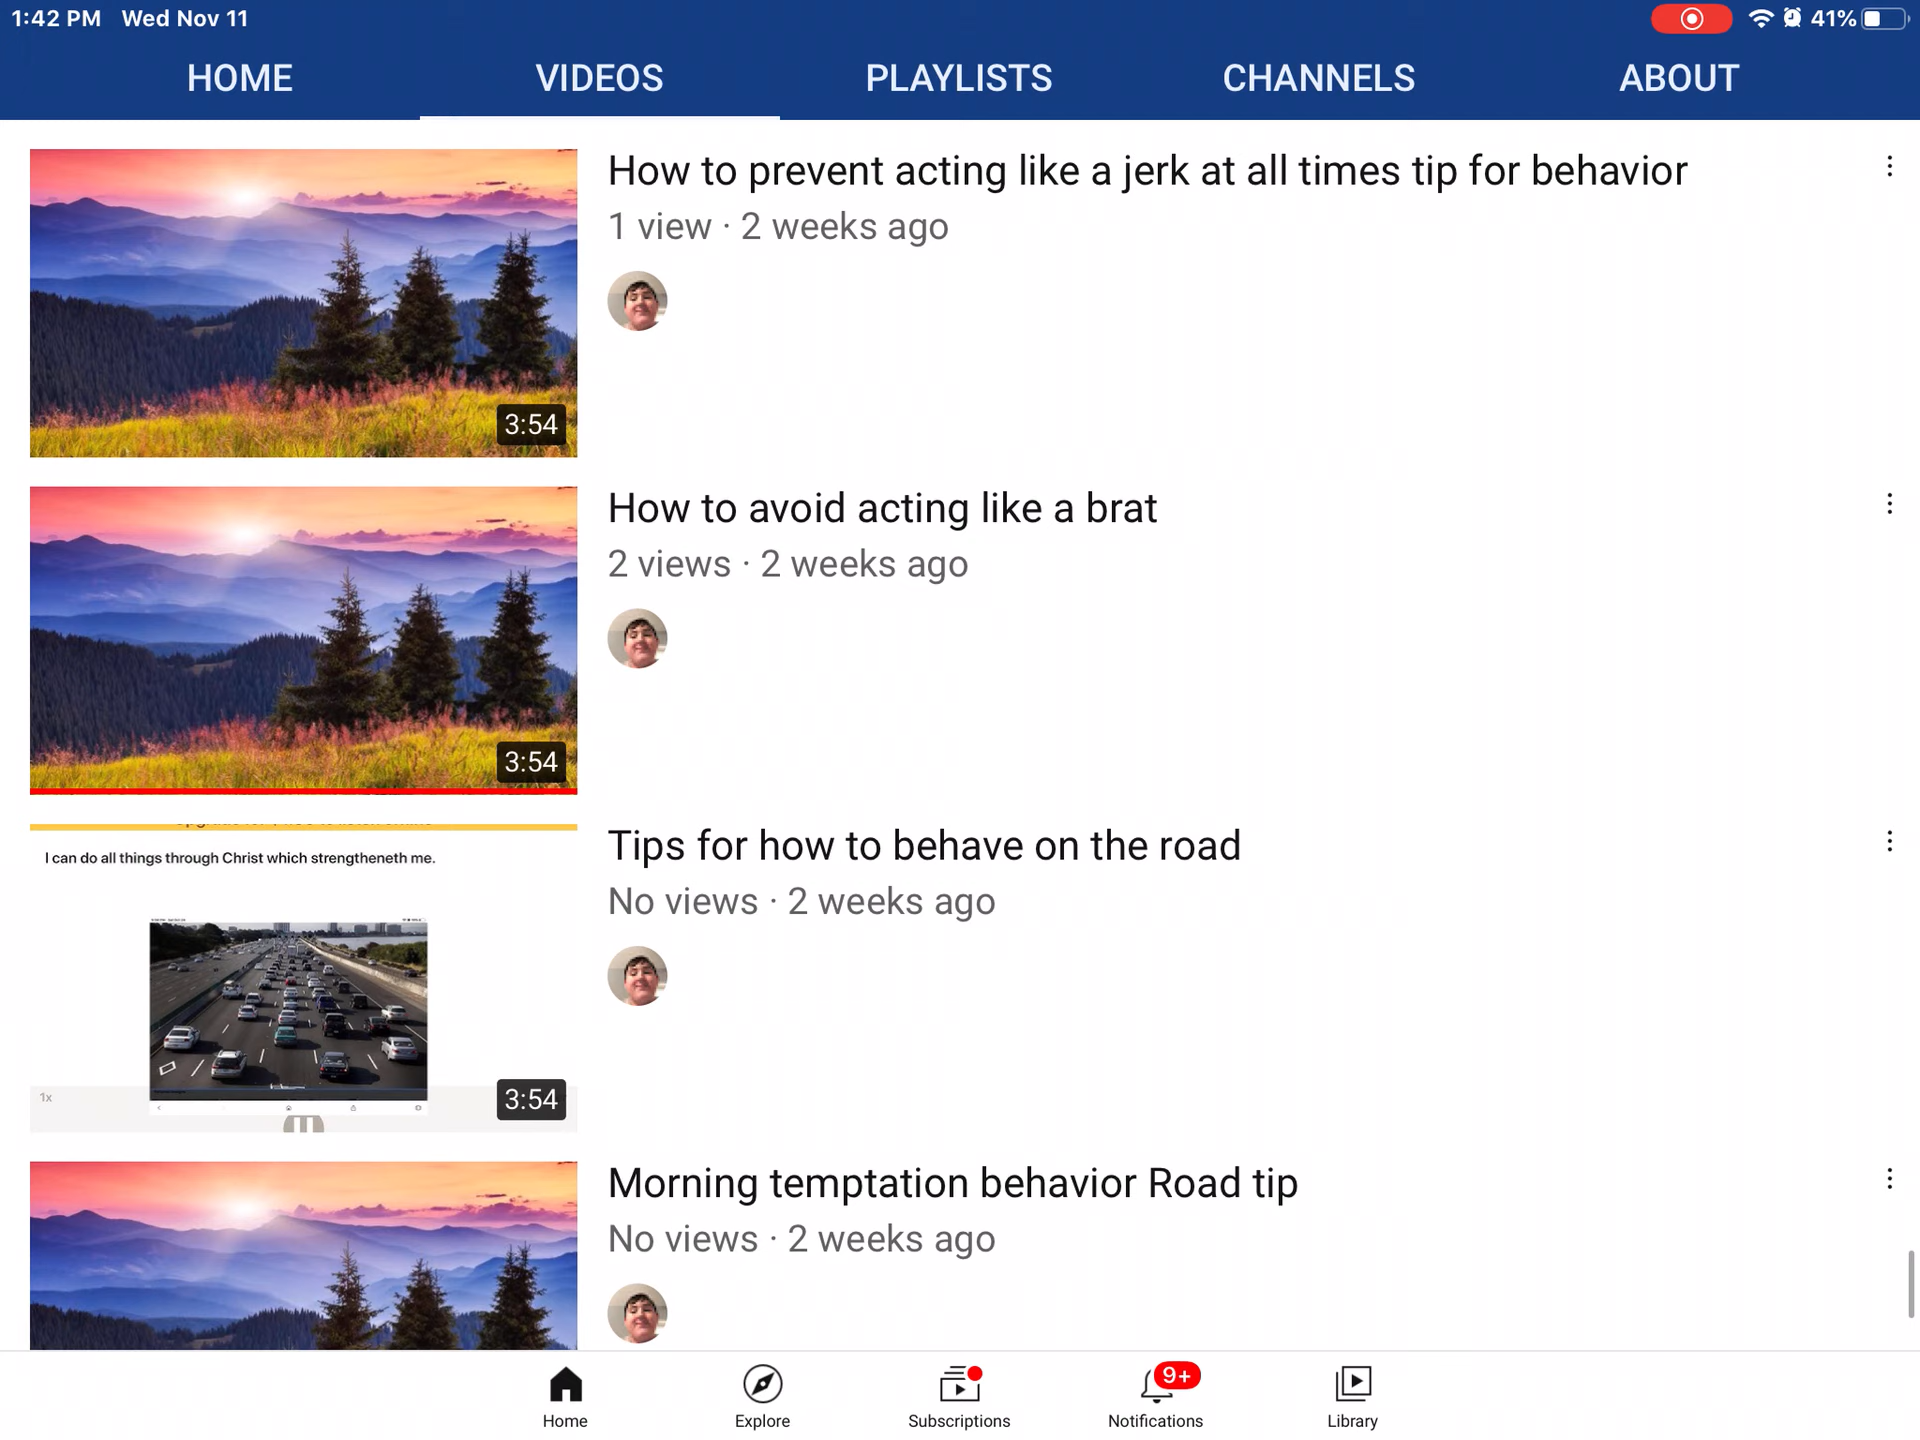 1:42 PM Wed Nov 11
41%
HOME VIDEOS PLAYLISTS CHANNELS ABOUT
How to prevent acting like a jerk at all times tip for behavior
1 view · 2 weeks ago
3:54
How to avoid acting like a brat
2 views · 2 weeks ago
3:54
Tips for how to behave on the road
No views · 2 weeks ago
I can do all things through Christ which strengtheneth me.
1x
3:54
Morning temptation behavior Road tip
No views · 2 weeks ago
9+
Home Explore Subscriptions Notifications Library